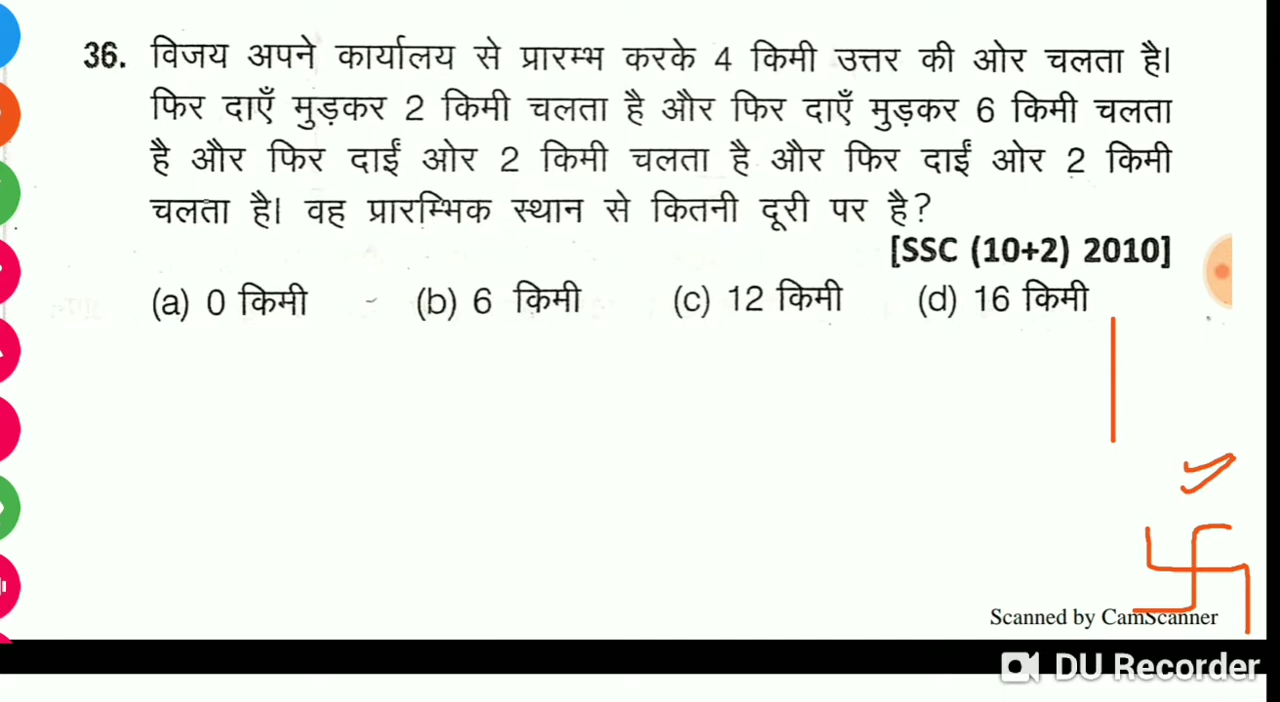 36. विजय अपने कार्यालय से प्रारम्भ करके 4 किमी उत्तर की ओर चलता है।
फिर दाएँ मुड़कर 2 किमी चलता है और फिर दाएँ मुड़कर 6 किमी चलता
है और फिर दाईं ओर 2 किमी चलता है और फिर दाईं ओर 2 किमी
चलता है। वह प्रारम्भिक स्थान से कितनी दूरी पर है?
[SSC (10+2) 2010]
(a) 0 किमी (b) 6 किमी (c) 12 किमी (d) 16 किमी
Scanned by CamScanner
DU Recorder